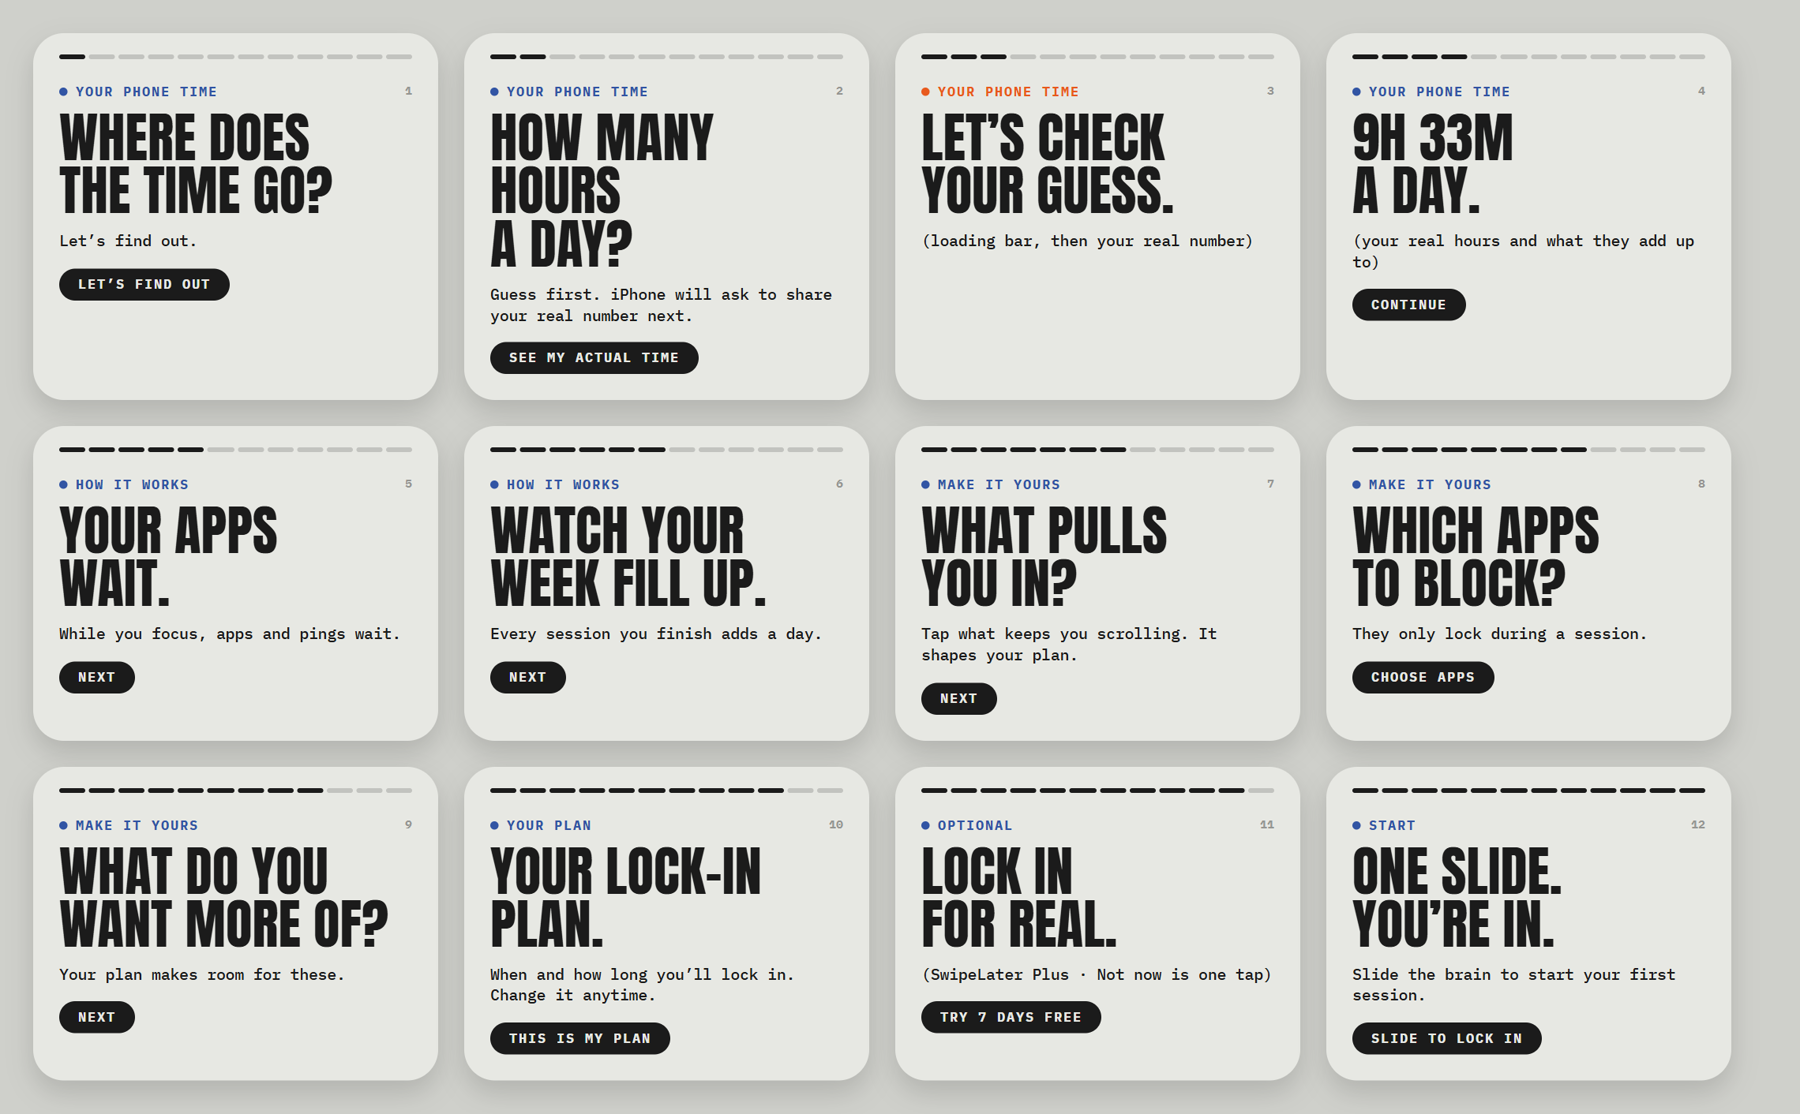 YOUR PHONE TIME
1
WHERE DOES
THE TIME GO?
Let’s find out.
LET’S FIND OUT
YOUR PHONE TIME
2
HOW MANY
HOURS
A DAY?
Guess first. iPhone will ask to share
your real number next.
SEE MY ACTUAL TIME
YOUR PHONE TIME
3
LET’S CHECK
YOUR GUESS.
(loading bar, then your real number)
YOUR PHONE TIME
4
9H 33M
A DAY.
(your real hours and what they add up
to)
CONTINUE
HOW IT WORKS
5
YOUR APPS
WAIT.
While you focus, apps and pings wait.
NEXT
HOW IT WORKS
6
WATCH YOUR
WEEK FILL UP.
Every session you finish adds a day.
NEXT
MAKE IT YOURS
7
WHAT PULLS
YOU IN?
Tap what keeps you scrolling. It
shapes your plan.
NEXT
MAKE IT YOURS
8
WHICH APPS
TO BLOCK?
They only lock during a session.
CHOOSE APPS
MAKE IT YOURS
9
WHAT DO YOU
WANT MORE OF?
Your plan makes room for these.
NEXT
YOUR PLAN
10
YOUR LOCK-IN
PLAN.
When and how long you’ll lock in.
Change it anytime.
THIS IS MY PLAN
OPTIONAL
11
LOCK IN
FOR REAL.
(SwipeLater Plus · Not now is one tap)
TRY 7 DAYS FREE
START
12
ONE SLIDE.
YOU’RE IN.
Slide the brain to start your first
session.
SLIDE TO LOCK IN